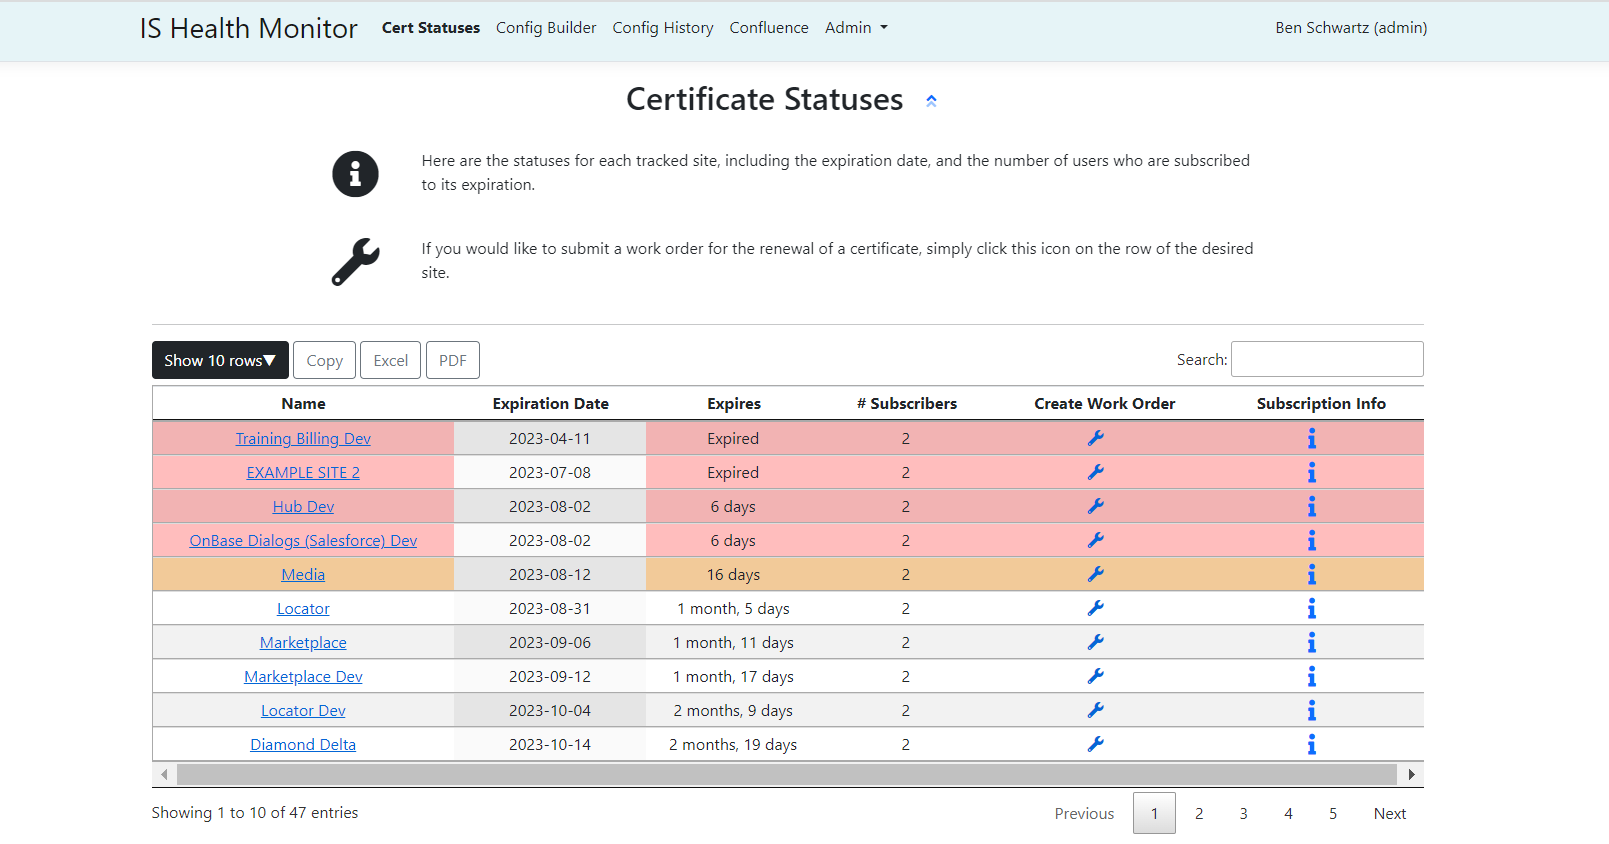 IS Health Monitor Cert Statuses Config Builder Config History Confluence Admin Ben Schwartz (admin)
Certificate Statuses
Here are the statuses for each tracked site, including the expiration date, and the number of users who are subscribed
to its expiration.
If you would like to submit a work order for the renewal of a certificate, simply click this icon on the row of the desired
site.
Show 10 rows▼ Copy Excel PDF Search:
Name Expiration Date Expires # Subscribers Create Work Order Subscription Info
Training Billing Dev 2023-04-11 Expired 2
EXAMPLE SITE 2 2023-07-08 Expired 2
Hub Dev 2023-08-02 6 days 2
OnBase Dialogs (Salesforce) Dev 2023-08-02 6 days 2
Media 2023-08-12 16 days 2
Locator 2023-08-31 1 month, 5 days 2
Marketplace 2023-09-06 1 month, 11 days 2
Marketplace Dev 2023-09-12 1 month, 17 days 2
Locator Dev 2023-10-04 2 months, 9 days 2
Diamond Delta 2023-10-14 2 months, 19 days 2
Showing 1 to 10 of 47 entries Previous 1 2 3 4 5 Next